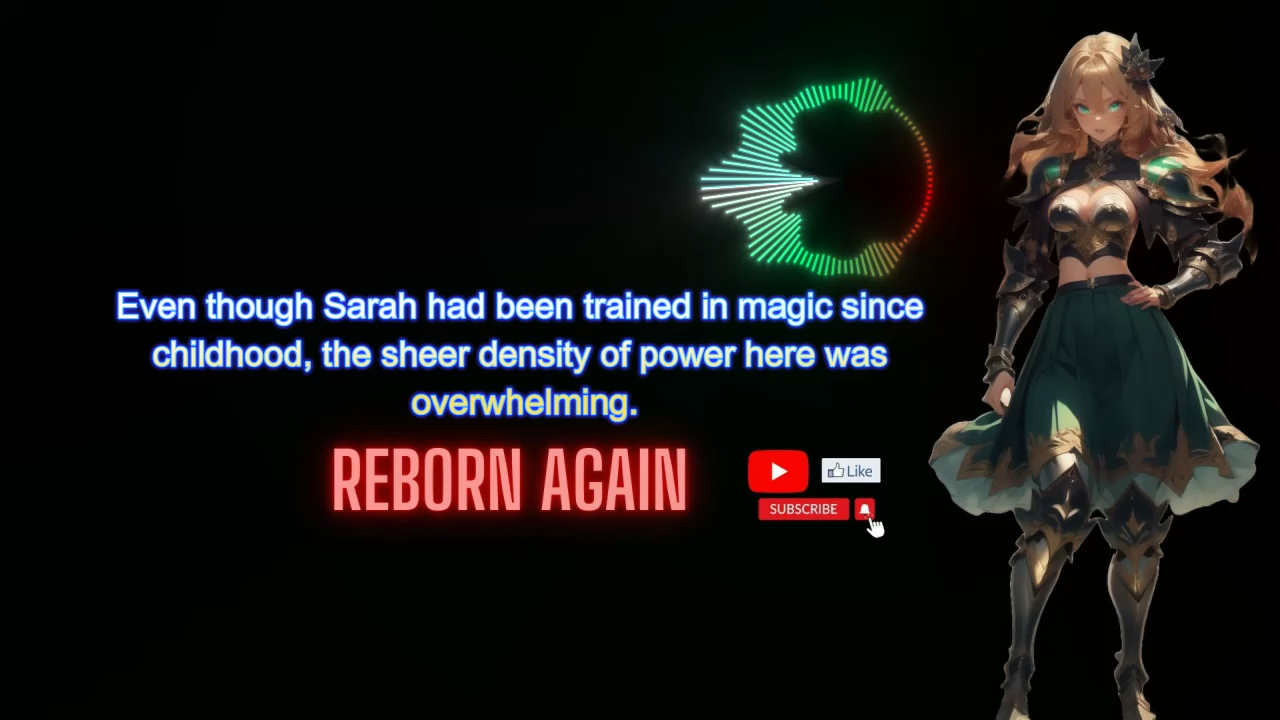 Even though Sarah had been trained in magic since
childhood, the sheer density of power here was
overwhelming.
REBORN AGAIN
Like
SUBSCRIBE